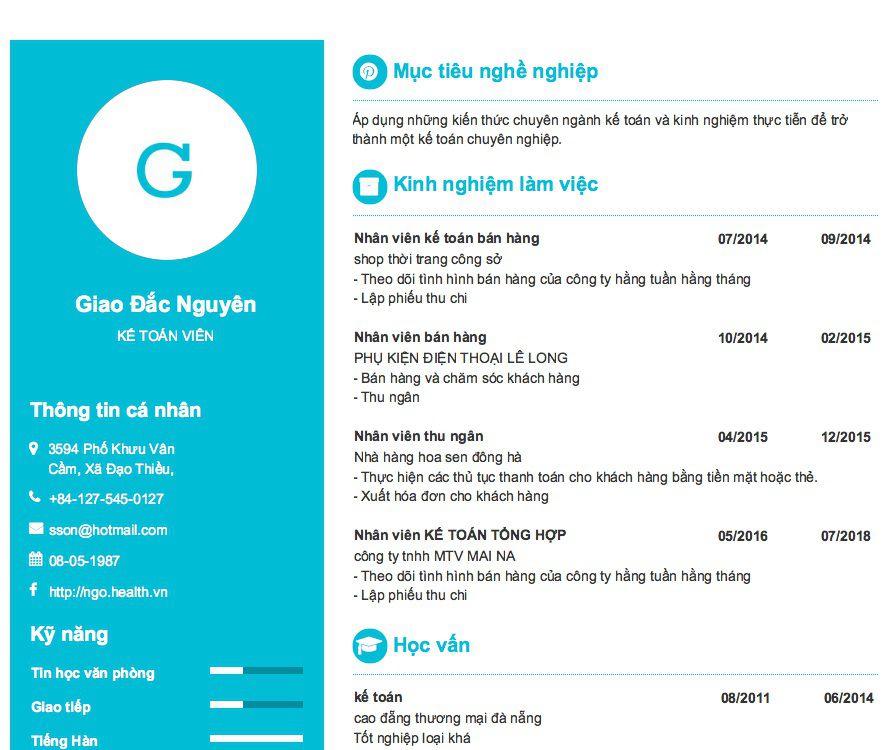 G
Giao Đắc Nguyên
KẾ TOÁN VIÊN
Thông tin cá nhân
3594 Phố Khưu Vân
Cầm, Xã Đạo Thiều,
+84-127-545-0127
sson@hotmail.com
08-05-1987
http://ngo.health.vn
Kỹ năng
Tin học văn phòng
Giao tiếp
Tiếng Hàn
Mục tiêu nghề nghiệp
Áp dụng những kiến thức chuyên ngành kế toán và kinh nghiệm thực tiễn để trở
thành một kế toán chuyên nghiệp.
Kinh nghiệm làm việc
Nhân viên kế toán bán hàng 07/2014 09/2014
shop thời trang công sở
- Theo dõi tình hình bán hàng của công ty hằng tuần hằng tháng
- Lập phiếu thu chi
Nhân viên bán hàng 10/2014 02/2015
PHỤ KIỆN ĐIỆN THOẠI LÊ LONG
- Bán hàng và chăm sóc khách hàng
- Thu ngân
Nhân viên thu ngân 04/2015 12/2015
Nhà hàng hoa sen đông hà
- Thực hiện các thủ tục thanh toán cho khách hàng bằng tiền mặt hoặc thẻ.
- Xuất hóa đơn cho khách hàng
Nhân viên KẾ TOÁN TỔNG HỢP 05/2016 07/2018
công ty tnhh MTV MAI NA
- Theo dõi tình hình bán hàng của công ty hằng tuần hằng tháng
- Lập phiếu thu chi
Học vấn
kế toán 08/2011 06/2014
cao đẵng thương mại đà nẵng
Tốt nghiệp loại khá